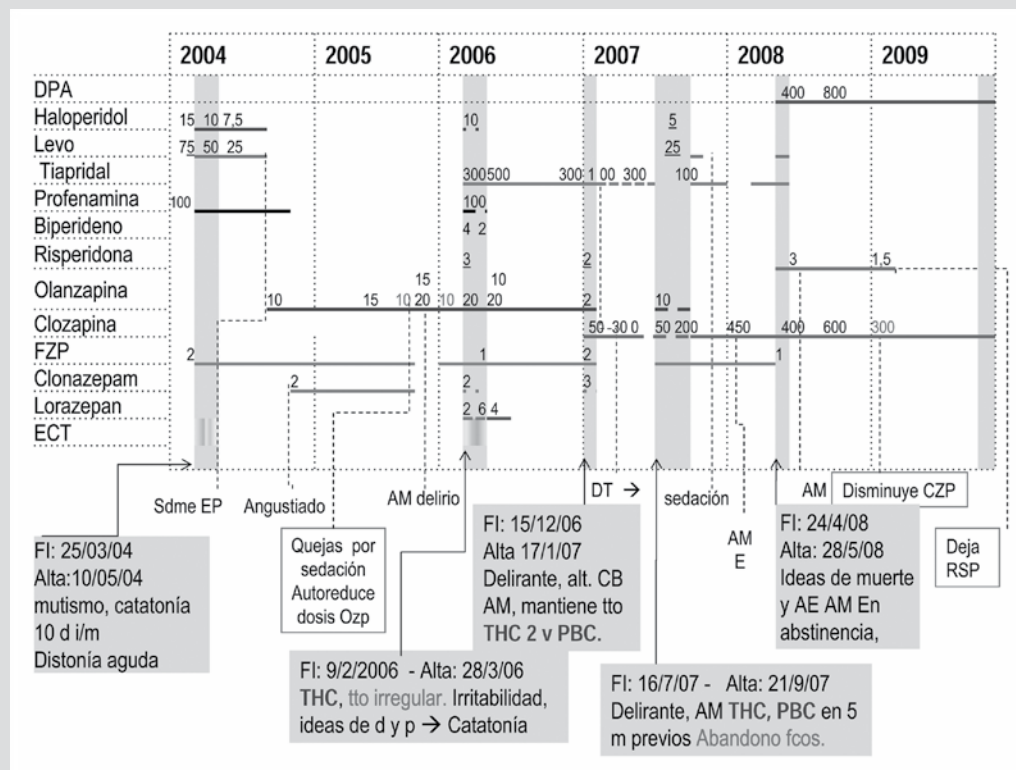 2004 2005 2006 2007 2008 2009
DPA 400 800
Haloperidol 15 10 7,5 10 5
Levo 75 50 25 25
Tiapridal 300 500 300 1 00 300 100
Profenamina 100 100
Biperideno 4 2
Risperidona 3 2 3 1,5
15 10
Olanzapina 10 15 10 20 10 20 20 2 10
Clozapina 50 -30 0 50 200 450 400 600 300
FZP 2 1 2 1
Clonazepam 2 2 3
Lorazepan 2 6 4
ECT
Sdme EP
Angustiado
AM delirio
DT →
sedación
AM
Disminuye CZP
AM
E
FI: 25/03/04
Alta:10/05/04
mutismo, catatonía
10 d i/m
Distonía aguda
Quejas por
sedación
Autoreduce
dosis Ozp
FI: 9/2/2006 - Alta: 28/3/06
THC, tto irregular. Irritabilidad,
ideas de d y p → Catatonía
FI: 15/12/06
Alta 17/1/07
Delirante, alt. CB
AM, mantiene tto
THC 2 v PBC.
FI: 16/7/07 - Alta: 21/9/07
Delirante, AM THC, PBC en 5
m previos Abandono fcos.
FI: 24/4/08
Alta: 28/5/08
Ideas de muerte
y AE AM En
abstinencia,
Deja
RSP